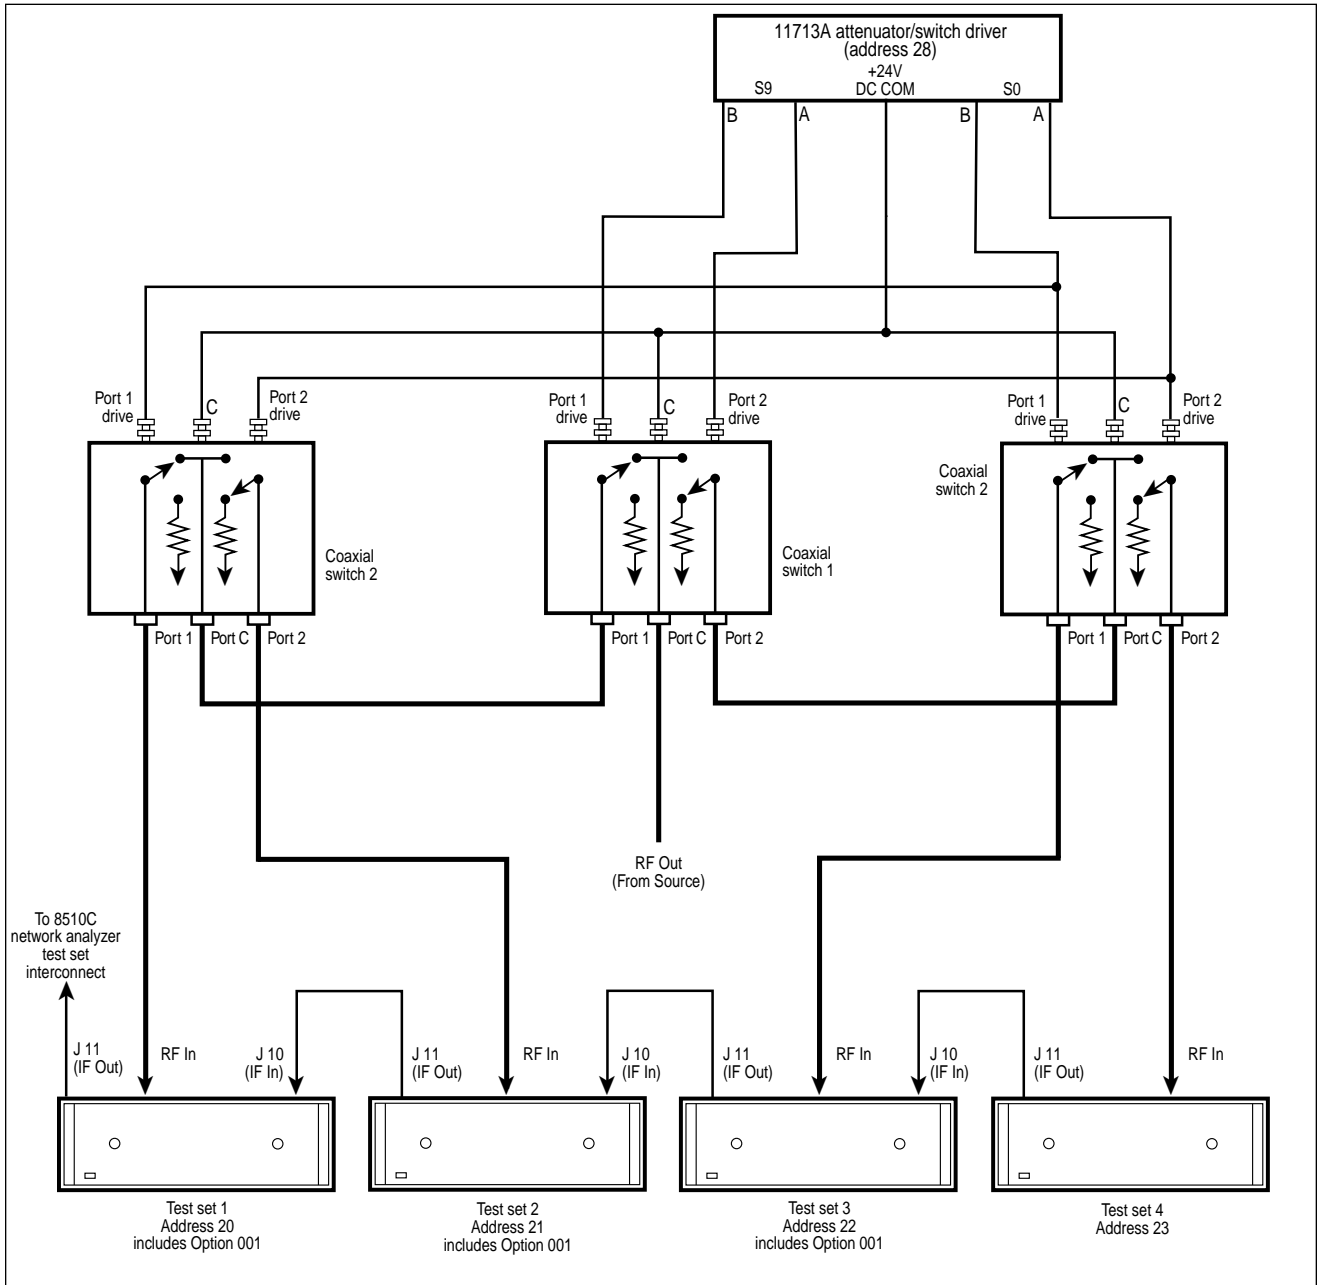 11713A attenuator/switch driver
(address 28)
+24V
S9 DC COM S0
B A B A
Port 1
drive
C
Port 2
drive
Port 1
drive
C
Port 2
drive
Port 1
drive
C
Port 2
drive
Coaxial
switch 2
Coaxial
switch 1
Coaxial
switch 2
Port 1 Port C Port 2
Port 1 Port C Port 2
Port 1 Port C Port 2
RF Out
(From Source)
To 8510C
network analyzer
test set
interconnect
J 11
(IF Out)
RF In
J 10
(IF In)
J 11
(IF Out)
RF In
J 10
(IF In)
J 11
(IF Out)
RF In
J 10
(IF In)
J 11
(IF Out)
RF In
Test set 1
Address 20
includes Option 001
Test set 2
Address 21
includes Option 001
Test set 3
Address 22
includes Option 001
Test set 4
Address 23